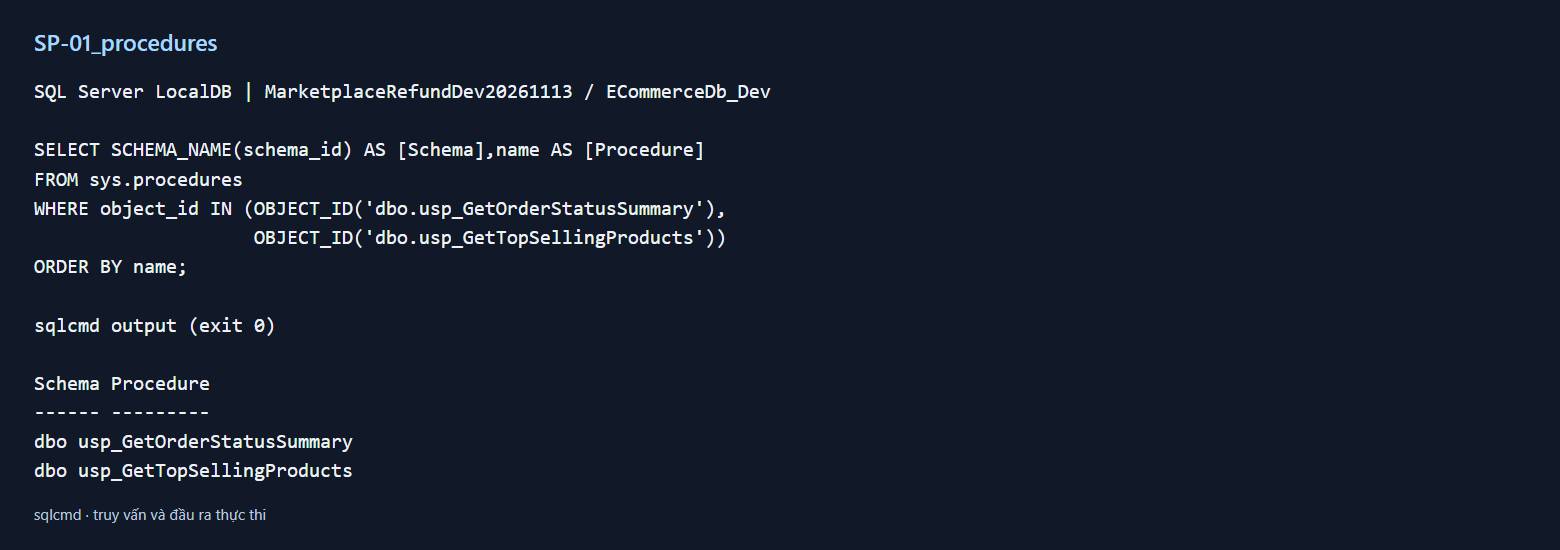 SP-01_procedures
SQL Server LocalDB | MarketplaceRefundDev20261113 / ECommerceDb_Dev
SELECT SCHEMA_NAME(schema_id) AS [Schema],name AS [Procedure]
FROM sys.procedures
WHERE object_id IN (OBJECT_ID('dbo.usp_GetOrderStatusSummary'),
                    OBJECT_ID('dbo.usp_GetTopSellingProducts'))
ORDER BY name;
sqlcmd output (exit 0)
Schema Procedure
------ ---------
dbo usp_GetOrderStatusSummary
dbo usp_GetTopSellingProducts
sqlcmd · truy vấn và đầu ra thực thi